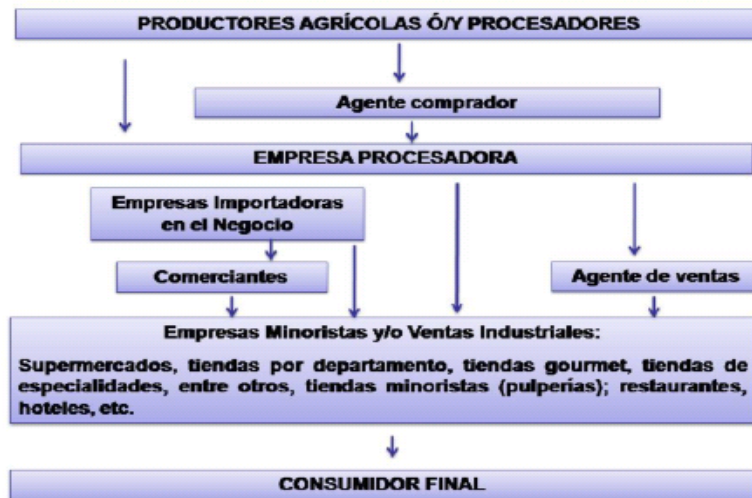 PRODUCTORES AGRÍCOLAS Ó/Y PROCESADORES
Agente comprador
EMPRESA PROCESADORA
Empresas Importadoras
en el Negocio
Comerciantes
Agente de ventas
Empresas Minoristas y/o Ventas Industriales:
Supermercados, tiendas por departamento, tiendas gourmet, tiendas de
especialidades, entre otros, tiendas minoristas (pulperías); restaurantes,
hoteles, etc.
CONSUMIDOR FINAL